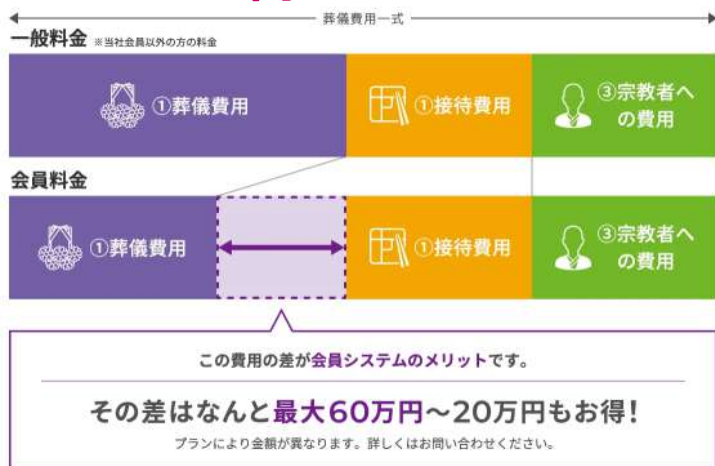 葬儀費用一式
一般料金 ※当社会員以外の方の料金
①葬儀費用
①接待費用
③宗教者へ
の費用
会員料金
①葬儀費用
①接待費用
③宗教者へ
の費用
この費用の差が会員システムのメリットです。
その差はなんと最大60万円〜20万円もお得!
プランにより金額が異なります。詳しくはお問い合わせください。